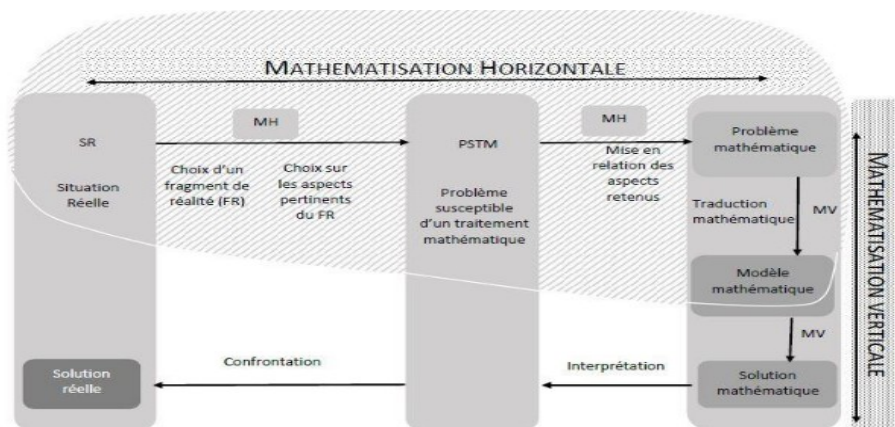 MATHEMATISATION HORIZONTALE
MH
MH
SR
Situation
Réelle
Choix d'un
fragment de
réalité (FR)
Choix sur
les aspects
pertinents
du FR
PSTM
Problème
susceptible
d'un traitement
mathématique
Mise en
relation des
aspects
retenus
Problème
mathématique
Traduction
mathématique
MV
Modèle
mathématique
MV
Solution
mathématique
Interprétation
Confrontation
Solution
réelle
MATHEMATISATION VERTICALE